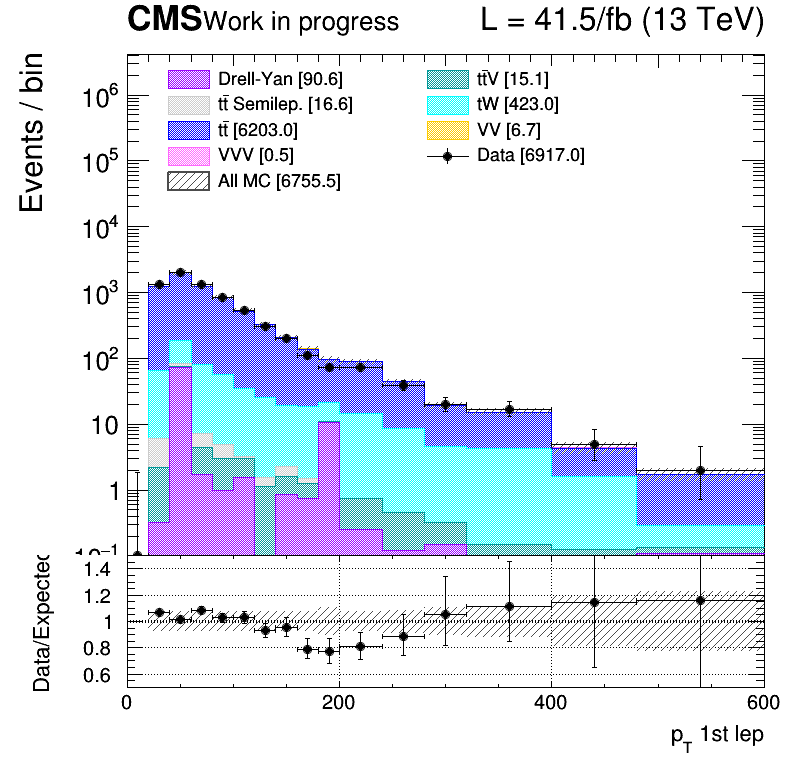 CMS Work in progress L = 41.5/fb (13 TeV)
Events / bin
Drell-Yan [90.6]
tt̄ Semilep. [16.6]
tt̄ [6203.0]
VVV [0.5]
All MC [6755.5]
tt̄V [15.1]
tW [423.0]
VV [6.7]
Data [6917.0]
10⁶
10⁵
10⁴
10³
10²
10
1
10⁻¹
Data/Expected
1.4
1.2
1
0.8
0.6
0 200 400 600
p_T 1st lep